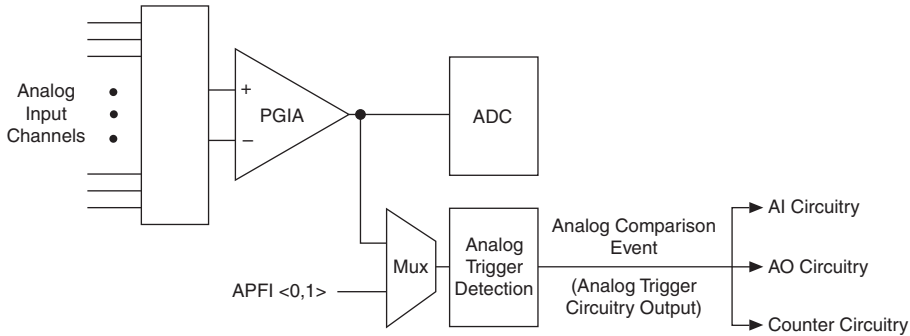 Analog
Input
Channels
+
PGIA
−
ADC
APFI <0,1>
Mux
Analog
Trigger
Detection
Analog Comparison
Event
(Analog Trigger
Circuitry Output)
AI Circuitry
AO Circuitry
Counter Circuitry